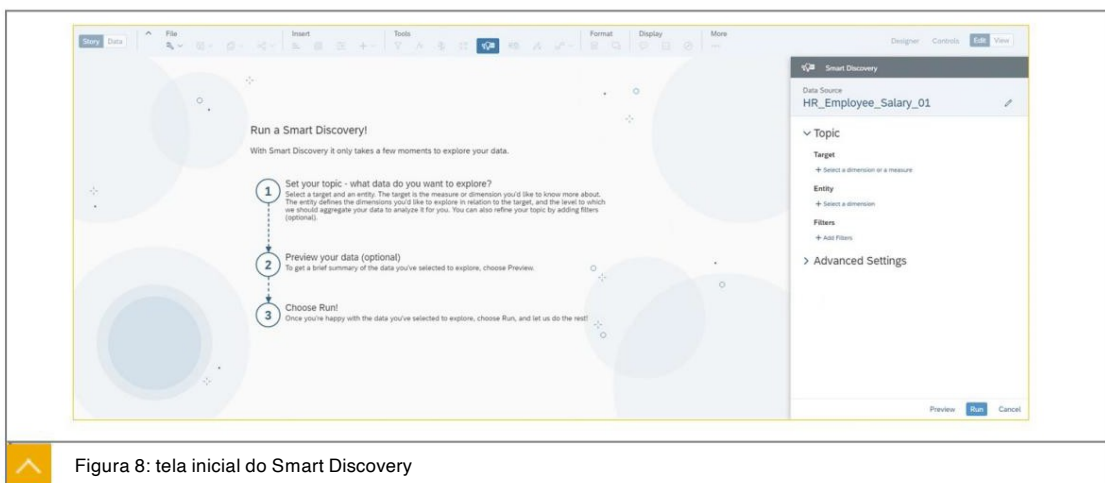 File
Insert
Tools
Format
Display
More
Story Data
Designer Controls Edit View
Smart Discovery
Data Source
HR_Employee_Salary_01
Topic
Target
+ Select a dimension or a measure
Entity
+ Select a dimension
Filters
+ Add Filters
Advanced Settings
Preview Run Cancel
Run a Smart Discovery!
With Smart Discovery it only takes a few moments to explore your data.
1
Set your topic - what data do you want to explore?
Select a target and an entity. The target is the measure or dimension you'd like to know more about.
The entity defines the dimensions you'd like to explore in relation to the target, and the level to which
we should aggregate your data to analyze it for you. You can also refine your topic by adding filters
(optional).
2
Preview your data (optional)
To get a brief summary of the data you've selected to explore, choose Preview.
3
Choose Run!
Once you're happy with the data you've selected to explore, choose Run, and let us do the rest!
Figura 8: tela inicial do Smart Discovery